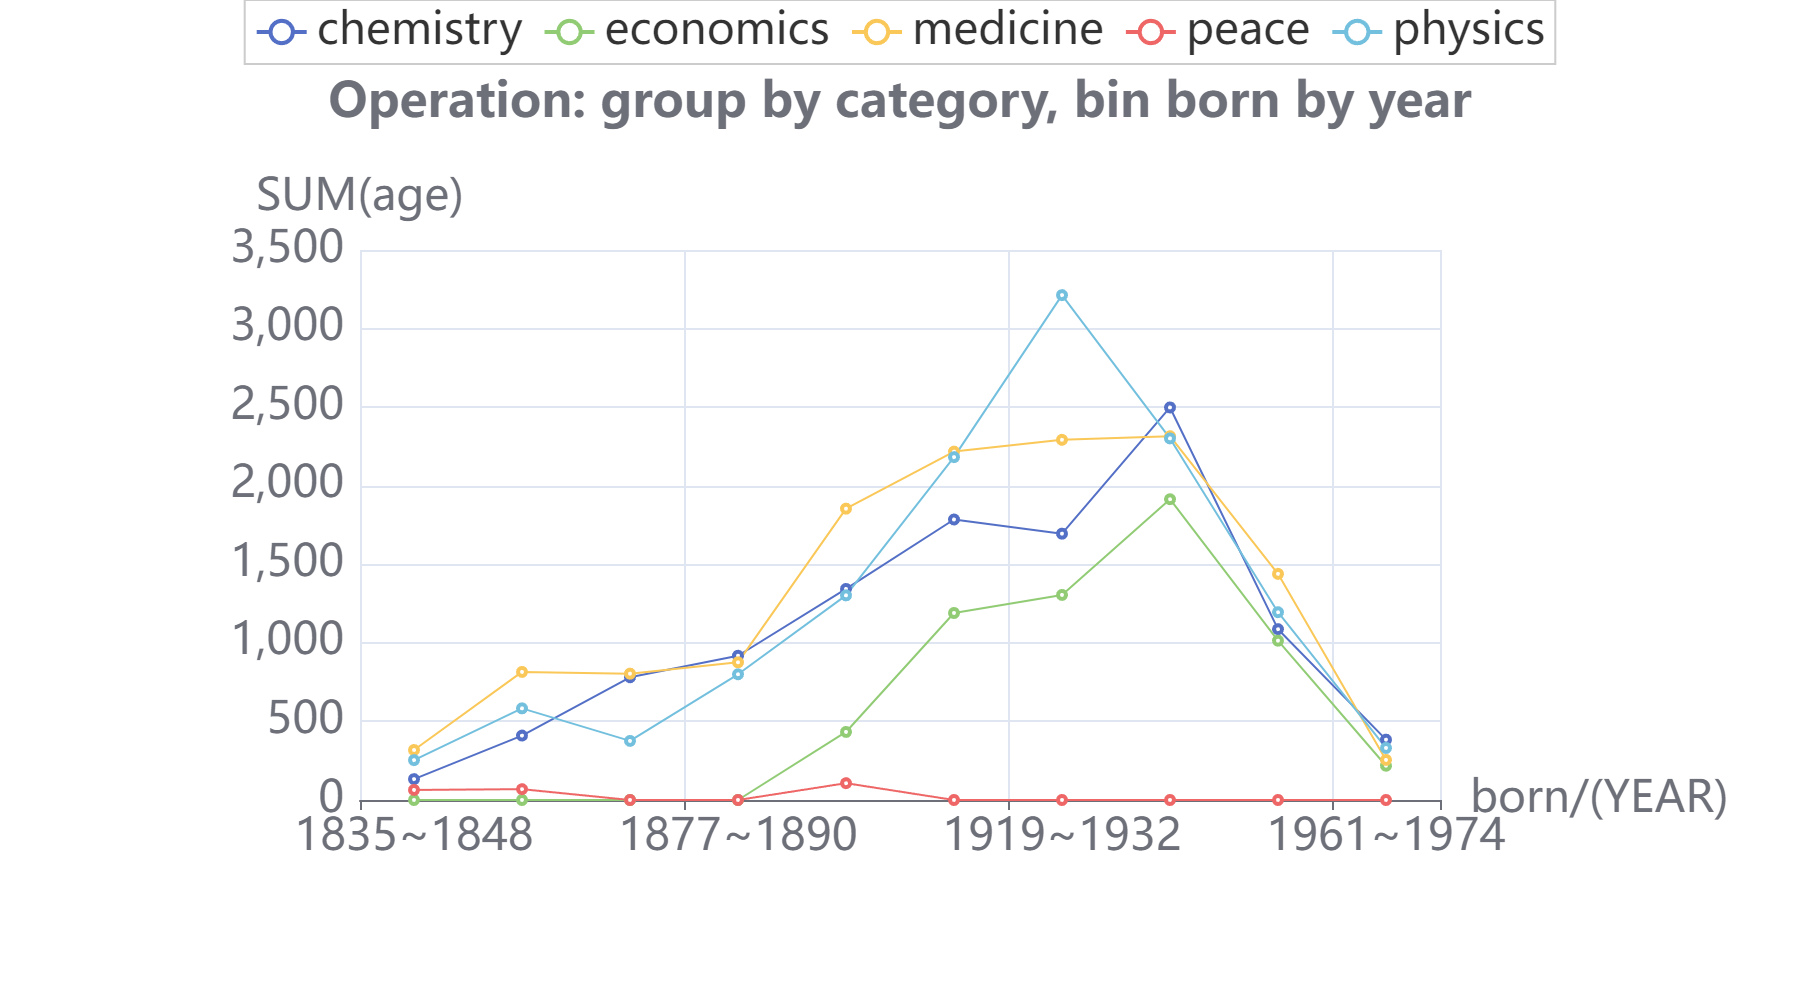 chemistry economics medicine peace physics
Operation: group by category, bin born by year
SUM(age)
3,500
3,000
2,500
2,000
1,500
1,000
500
0
born/(YEAR)
1835~1848 1877~1890 1919~1932 1961~1974